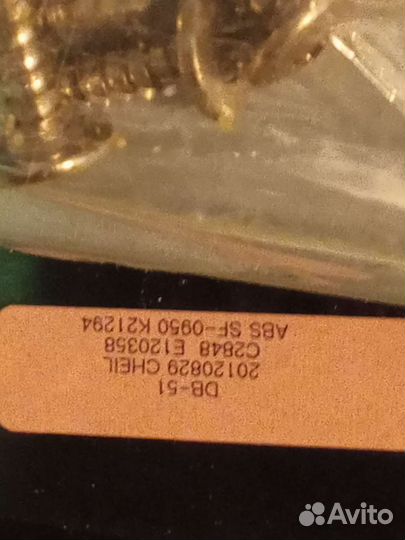 DB-51
20120829 CHEIL
C2848 E120358
ABS SF-0950 K21294
Avito